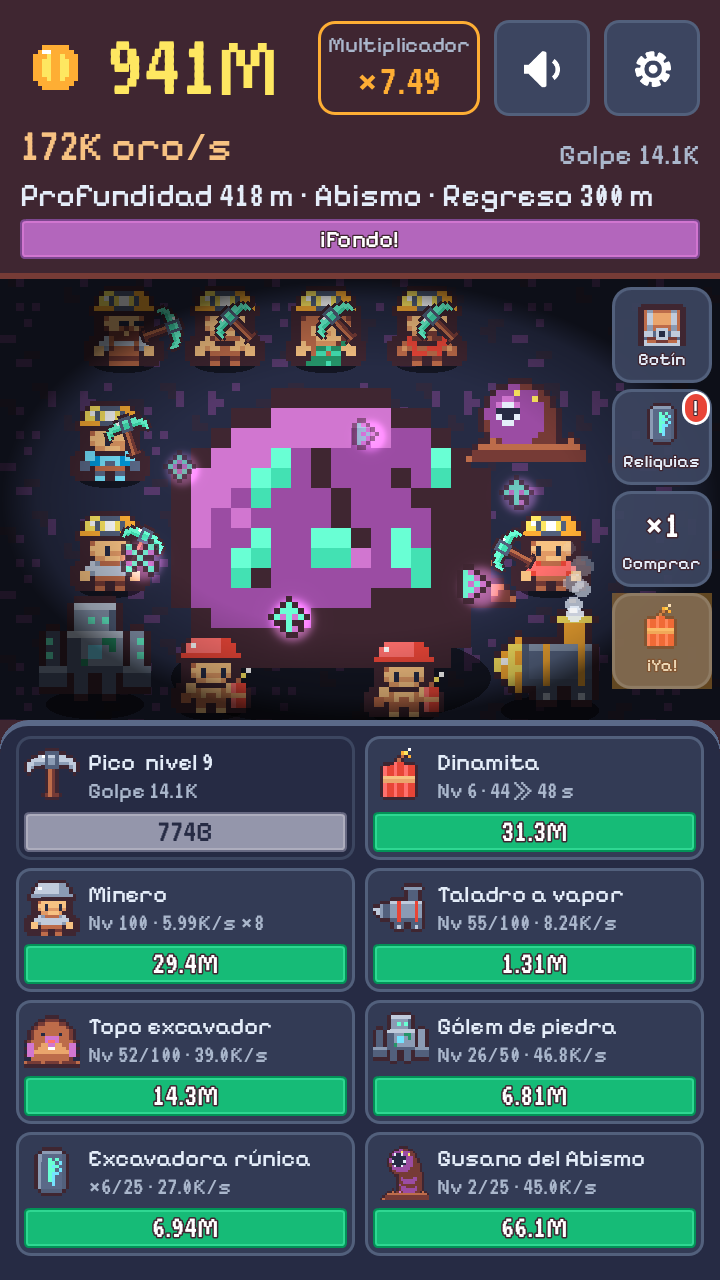 941M
Multiplicador
×7.49
172K oro/s
Golpe 14.1K
Profundidad 418 m · Abismo · Regreso 300 m
¡Fondo!
Botín
!
Reliquias
×1
Comprar
¡Ya!
Pico nivel 9
Golpe 14.1K
774B
Dinamita
Nv 6 · 44 » 48 s
31.3M
Minero
Nv 100 · 5.99K/s ×8
29.4M
Taladro a vapor
Nv 55/100 · 8.24K/s
1.31M
Topo excavador
Nv 52/100 · 39.0K/s
14.3M
Gólem de piedra
Nv 26/50 · 46.8K/s
6.81M
Excavadora rúnica
×6/25 · 27.0K/s
6.94M
Gusano del Abismo
Nv 2/25 · 45.0K/s
66.1M